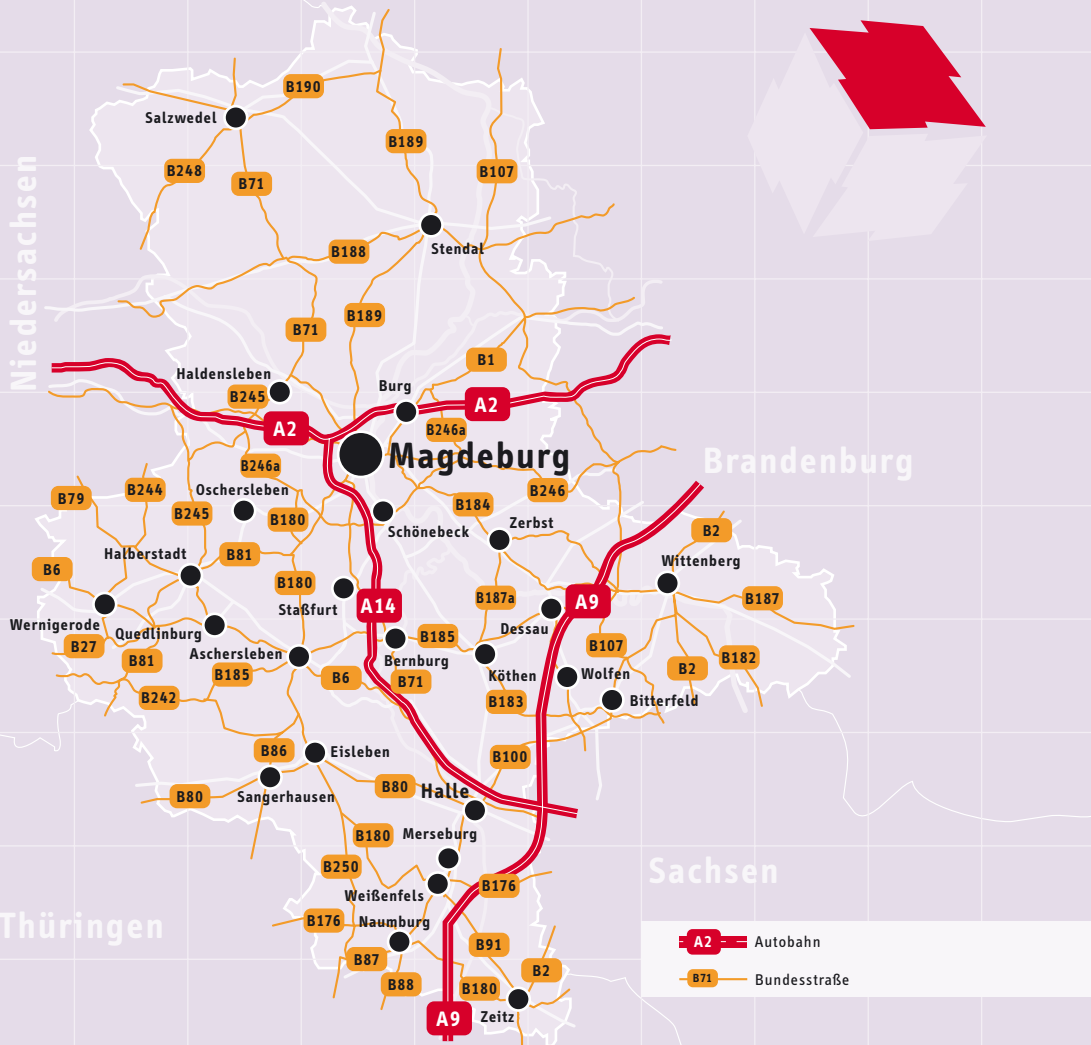 B190
Salzwedel
B189
B248
B71
B107
Niedersachsen
Stendal
B188
B189
B71
B1
Haldensleben
Burg
B245
A2
A2
B246a
Magdeburg
Brandenburg
B246a
Oschersleben
B79
B244
B246
B184
B245
B180
Schönebeck
Zerbst
B2
Halberstadt
B81
Wittenberg
B6
B180
Staßfurt
A14
B187a
A9
B187
Wernigerode
Quedlinburg
Dessau
B185
B27
B107
Aschersleben
B81
Bernburg
B182
B185
B6
B71
Köthen
Wolfen
B2
B242
B183
Bitterfeld
B86
Eisleben
B100
B80
Sangerhausen
B80
Halle
B180
Merseburg
B250
Sachsen
Weißenfels
B176
Thüringen
B176
Naumburg
B87
B91
B88
B180
B2
A9
Zeitz
A2 Autobahn
B71 Bundesstraße